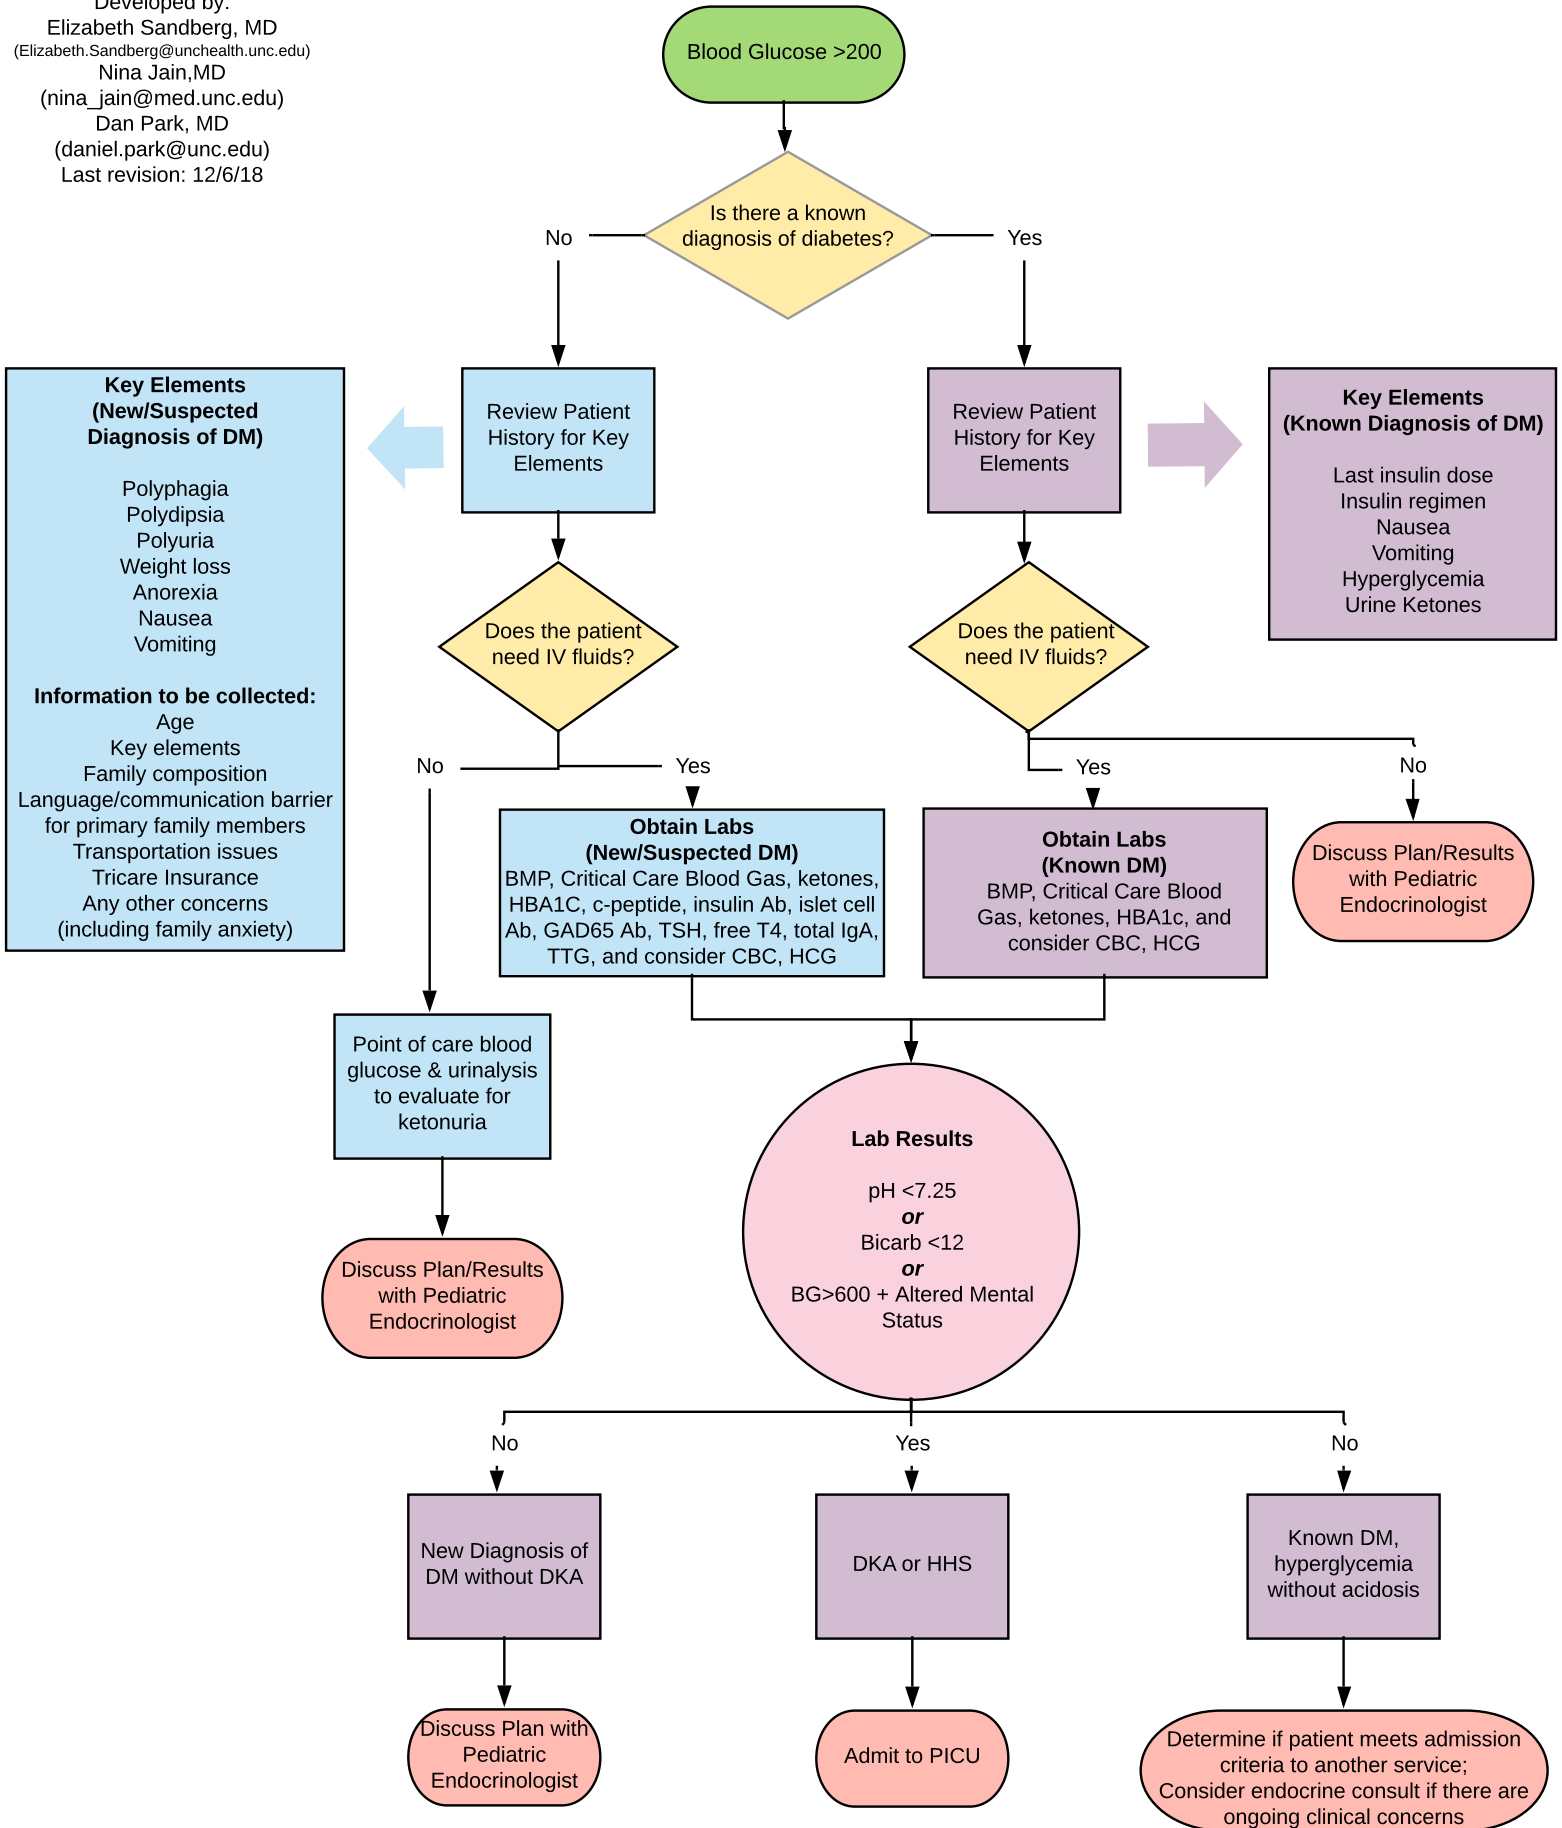 Developed by:
Elizabeth Sandberg, MD
(Elizabeth.Sandberg@unchealth.unc.edu)
Nina Jain,MD
(nina_jain@med.unc.edu)
Dan Park, MD
(daniel.park@unc.edu)
Last revision: 12/6/18
Blood Glucose >200
Is there a known
diagnosis of diabetes?
No
Yes
Key Elements
(New/Suspected
Diagnosis of DM)
Polyphagia
Polydipsia
Polyuria
Weight loss
Anorexia
Nausea
Vomiting
Information to be collected:
Age
Key elements
Family composition
Language/communication barrier
for primary family members
Transportation issues
Tricare Insurance
Any other concerns
(including family anxiety)
Review Patient
History for Key
Elements
Review Patient
History for Key
Elements
Key Elements
(Known Diagnosis of DM)
Last insulin dose
Insulin regimen
Nausea
Vomiting
Hyperglycemia
Urine Ketones
Does the patient
need IV fluids?
Does the patient
need IV fluids?
No
Yes
Yes
No
Obtain Labs
(New/Suspected DM)
BMP, Critical Care Blood Gas, ketones,
HBA1C, c-peptide, insulin Ab, islet cell
Ab, GAD65 Ab, TSH, free T4, total IgA,
TTG, and consider CBC, HCG
Obtain Labs
(Known DM)
BMP, Critical Care Blood
Gas, ketones, HBA1c, and
consider CBC, HCG
Discuss Plan/Results
with Pediatric
Endocrinologist
Point of care blood
glucose & urinalysis
to evaluate for
ketonuria
Discuss Plan/Results
with Pediatric
Endocrinologist
Lab Results
pH <7.25
or
Bicarb <12
or
BG>600 + Altered Mental
Status
No
Yes
No
New Diagnosis of
DM without DKA
DKA or HHS
Known DM,
hyperglycemia
without acidosis
Discuss Plan with
Pediatric
Endocrinologist
Admit to PICU
Determine if patient meets admission
criteria to another service;
Consider endocrine consult if there are
ongoing clinical concerns